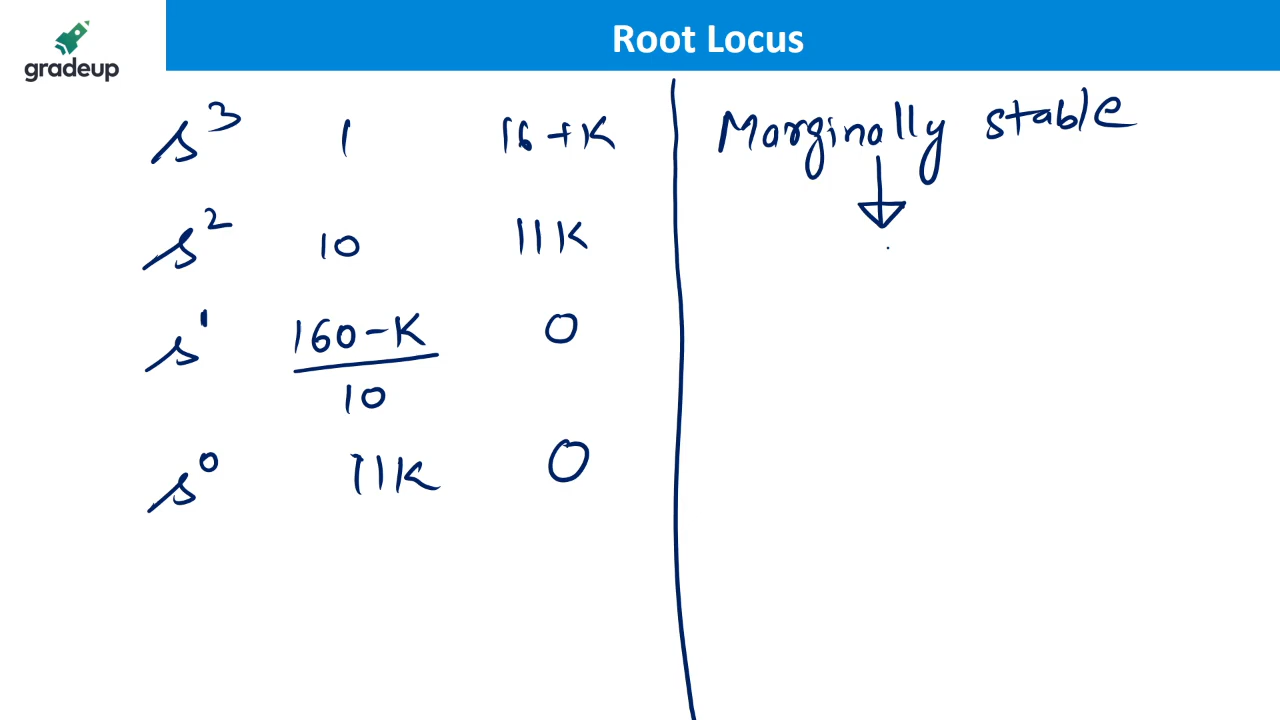 Root Locus
gradeup
s³ 1 16+K
s² 10 11K
s¹ 160-K/10 0
s⁰ 11K 0
Marginally stable